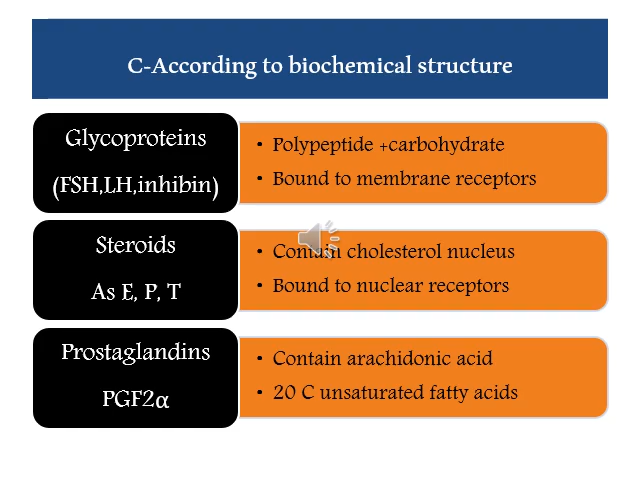 C-According to biochemical structure
Glycoproteins
(FSH,LH,inhibin)
• Polypeptide +carbohydrate
• Bound to membrane receptors
Steroids
As E, P, T
• Contain cholesterol nucleus
• Bound to nuclear receptors
Prostaglandins
PGF2α
• Contain arachidonic acid
• 20 C unsaturated fatty acids